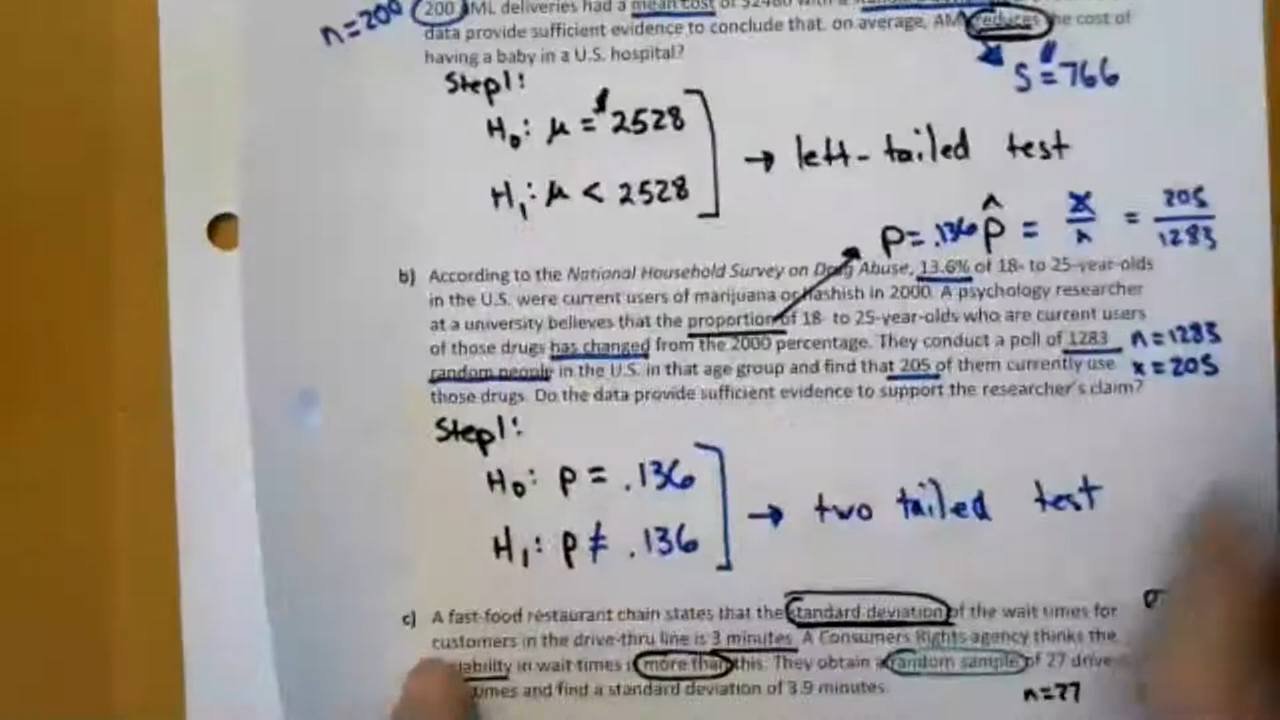 n=200
200 AML deliveries had a mean cost of $2480 with a
data provide sufficient evidence to conclude that, on average, AM reduces the cost of
having a baby in a U.S. hospital?
S = 766
Step 1:
H₀: μ = $2528
H₁: μ < 2528
→ left-tailed test
p=.136 p̂ = x/n = 205/1283
b) According to the National Household Survey on Drug Abuse, 13.6% of 18- to 25-year-olds
in the U.S. were current users of marijuana or hashish in 2000. A psychology researcher
at a university believes that the proportion of 18- to 25-year-olds who are current users
of those drugs has changed from the 2000 percentage. They conduct a poll of 1283 n=1283
random people in the U.S. in that age group and find that 205 of them currently use x=205
those drugs. Do the data provide sufficient evidence to support the researcher's claim?
Step 1:
H₀: p = .136
H₁: p ≠ .136
→ two tailed test
c) A fast-food restaurant chain states that the standard deviation of the wait times for σ
customers in the drive-thru line is 3 minutes. A Consumers Rights agency thinks the
variability in wait times is more than this. They obtain a random sample of 27 drive
times and find a standard deviation of 3.9 minutes.
n=27